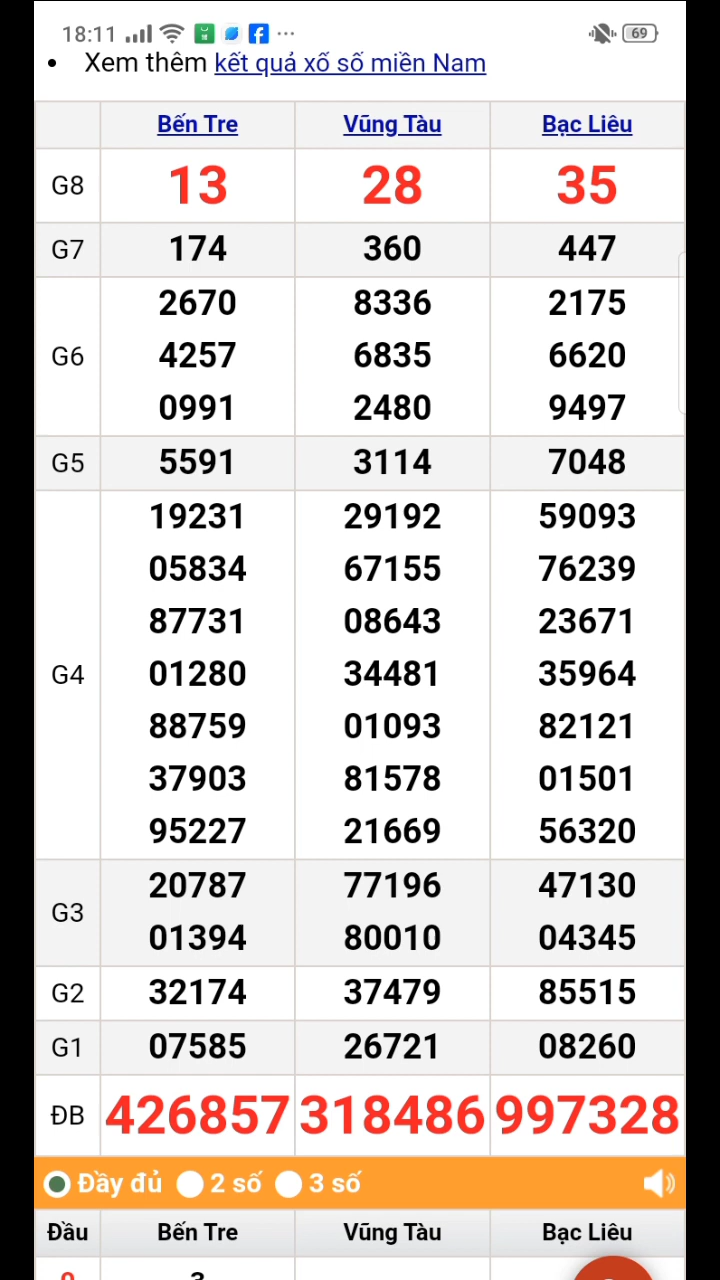 18:11 69
• Xem thêm kết quả xổ số miền Nam
Bến Tre Vũng Tàu Bạc Liêu
G8 13 28 35
G7 174 360 447
2670 8336 2175
G6 4257 6835 6620
0991 2480 9497
G5 5591 3114 7048
19231 29192 59093
05834 67155 76239
87731 08643 23671
G4 01280 34481 35964
88759 01093 82121
37903 81578 01501
95227 21669 56320
G3 20787 77196 47130
01394 80010 04345
G2 32174 37479 85515
G1 07585 26721 08260
ĐB 426857 318486 997328
Đầy đủ 2 số 3 số
Đầu Bến Tre Vũng Tàu Bạc Liêu